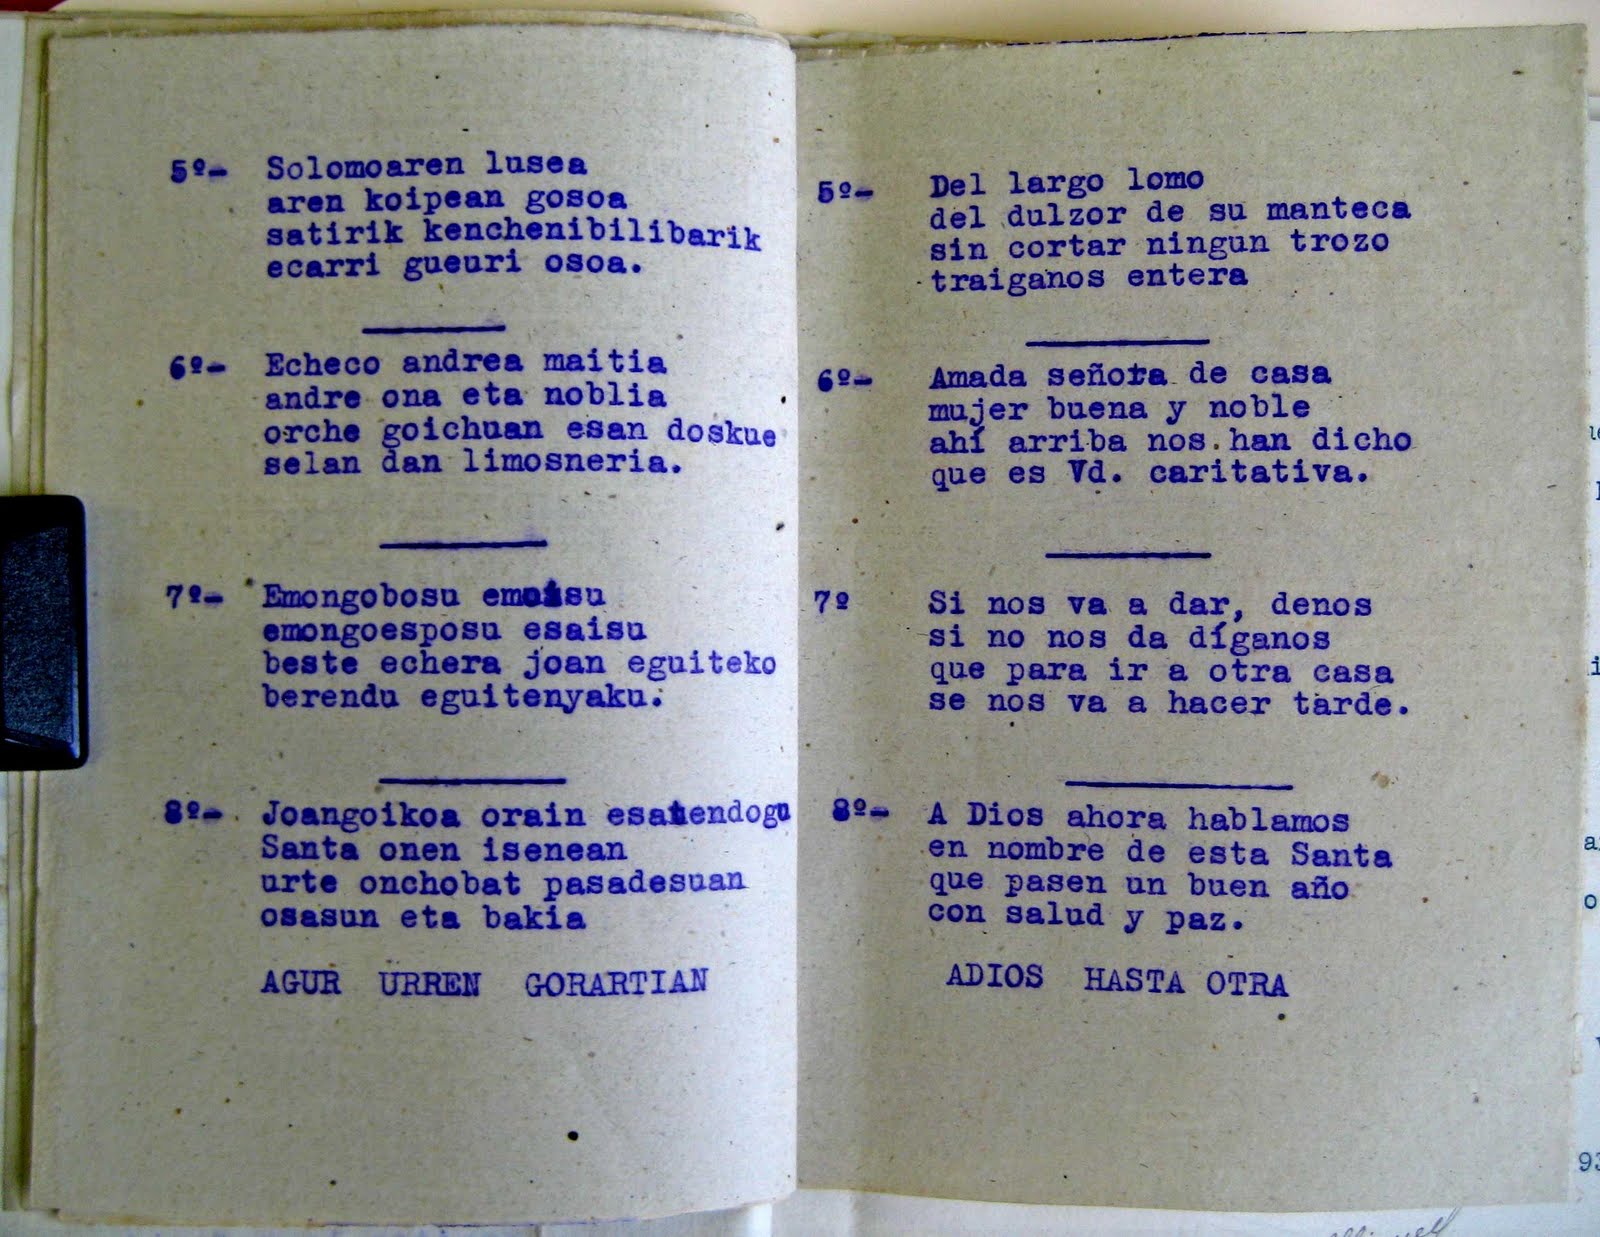 5º- Solomoaren lusea
aren koipean gosoa
satirik kenchenibilibarik
ecarri gueuri osoa.
6º- Echeco andrea maitia
andre ona eta noblia
orche goichuan esan doskue
selan dan limosneria.
7º- Emongobosu emoisu
emongoesposu esaisu
beste echera joan eguiteko
berendu eguitenyaku.
8º- Joangoikoa orain esatendogu
Santa onen isenean
urte onchobat pasadesuan
osasun eta bakia
AGUR URREN GORARTIAN
5º- Del largo lomo
del dulzor de su manteca
sin cortar ningun trozo
traiganos entera
6º- Amada señora de casa
mujer buena y noble
ahí arriba nos han dicho
que es Vd. caritativa.
7º Si nos va a dar, denos
si no nos da díganos
que para ir a otra casa
se nos va a hacer tarde.
8º- A Dios ahora hablamos
en nombre de esta Santa
que pasen un buen año
con salud y paz.
ADIOS HASTA OTRA